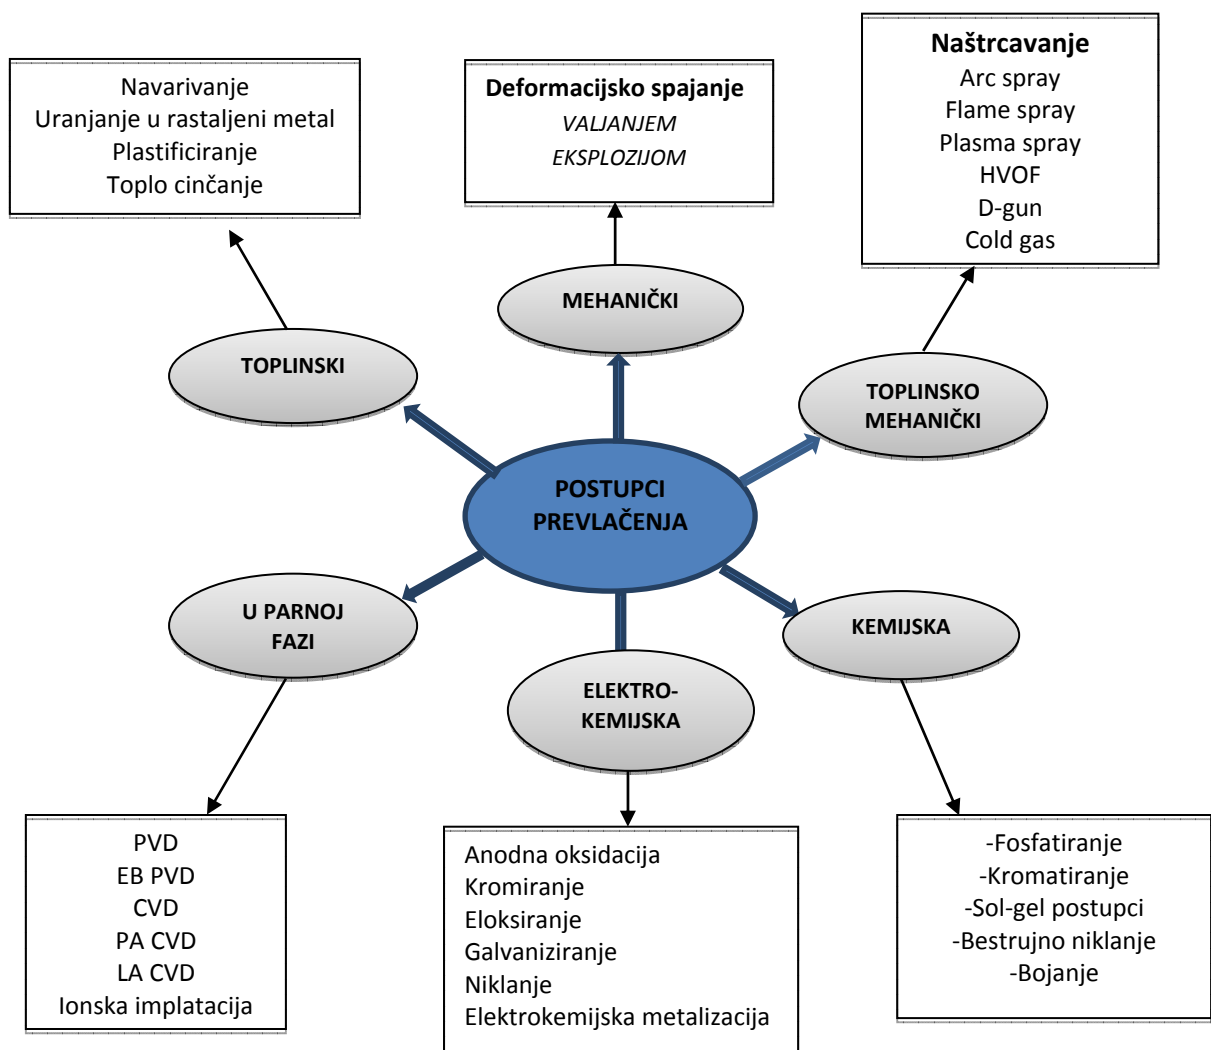 Navarivanje
Uranjanje u rastaljeni metal
Plastificiranje
Toplo cinčanje
Deformacijsko spajanje
VALJANJEM
EKSPLOZIJOM
Naštrcavanje
Arc spray
Flame spray
Plasma spray
HVOF
D-gun
Cold gas
TOPLINSKI
MEHANIČKI
TOPLINSKO
MEHANIČKI
POSTUPCI
PREVLAČENJA
U PARNOJ
FAZI
ELEKTRO-
KEMIJSKA
KEMIJSKA
PVD
EB PVD
CVD
PA CVD
LA CVD
Ionska implatacija
Anodna oksidacija
Kromiranje
Eloksiranje
Galvaniziranje
Niklanje
Elektrokemijska metalizacija
-Fosfatiranje
-Kromatiranje
-Sol-gel postupci
-Bestrujno niklanje
-Bojanje